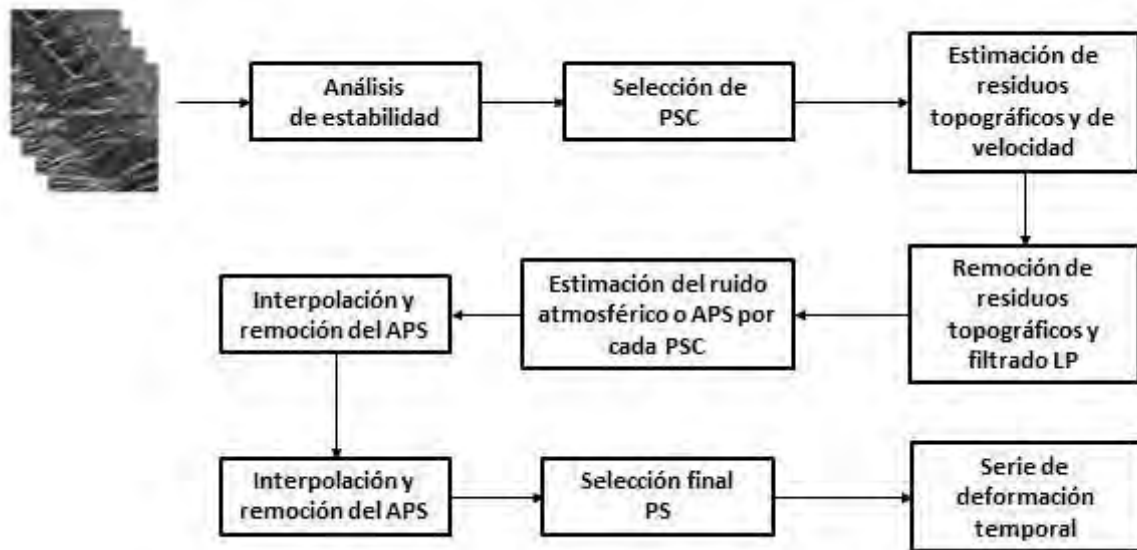 Análisis
de estabilidad
Selección de
PSC
Estimación de
residuos
topográficos y de
velocidad
Remoción de
residuos
topográficos y
filtrado LP
Estimación del ruido
atmosférico o APS por
cada PSC
Interpolación y
remoción del APS
Interpolación y
remoción del APS
Selección final
PS
Serie de
deformación
temporal